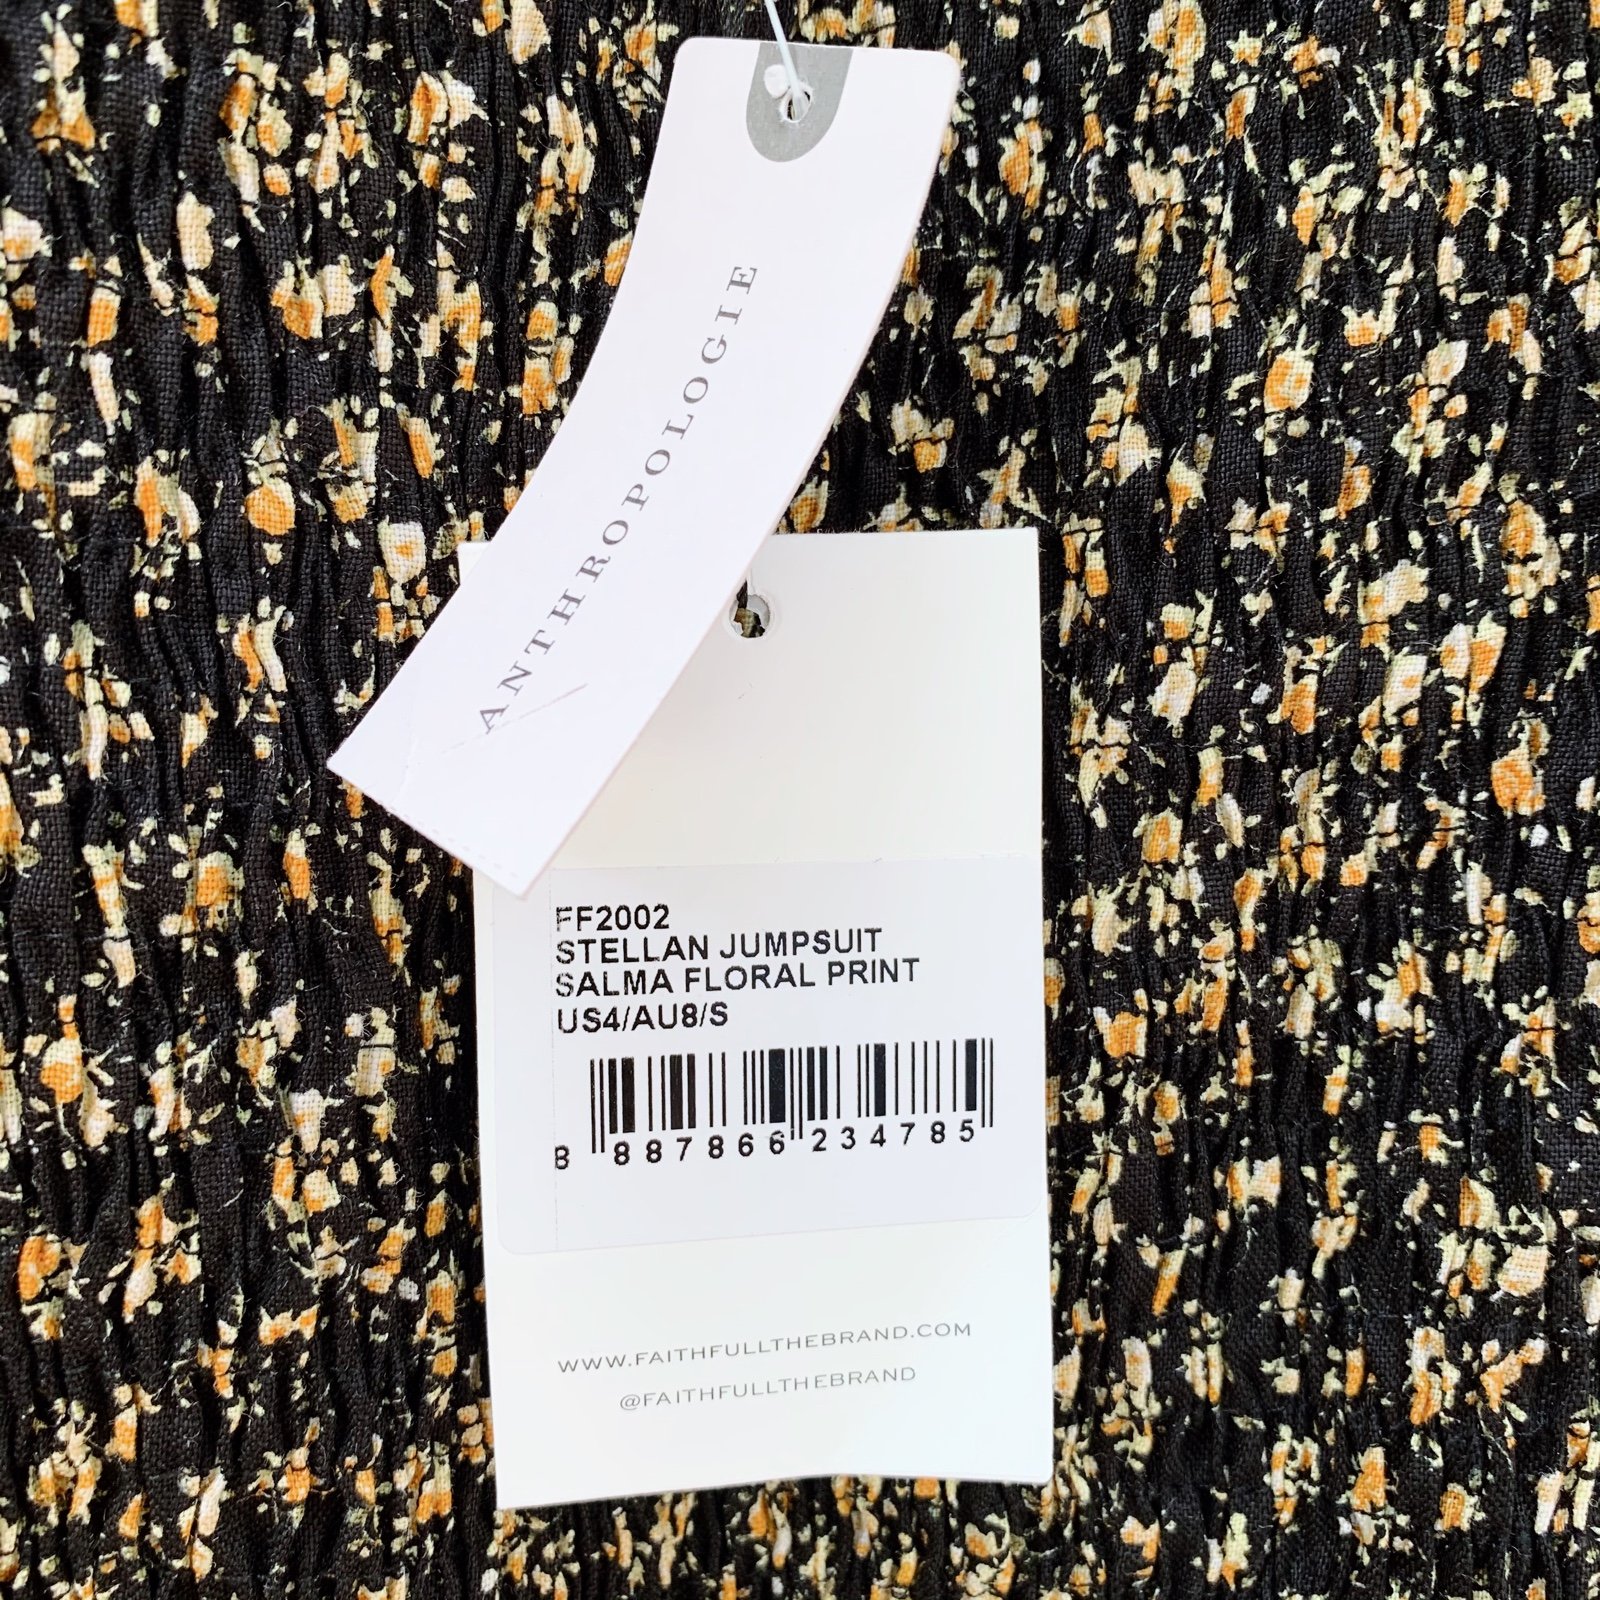 ANTHROPOLOGIE
FF2002
STELLAN JUMPSUIT
SALMA FLORAL PRINT
US4/AU8/S
8 887866 234785
WWW.FAITHFULLTHEBRAND.COM
@FAITHFULLTHEBRAND